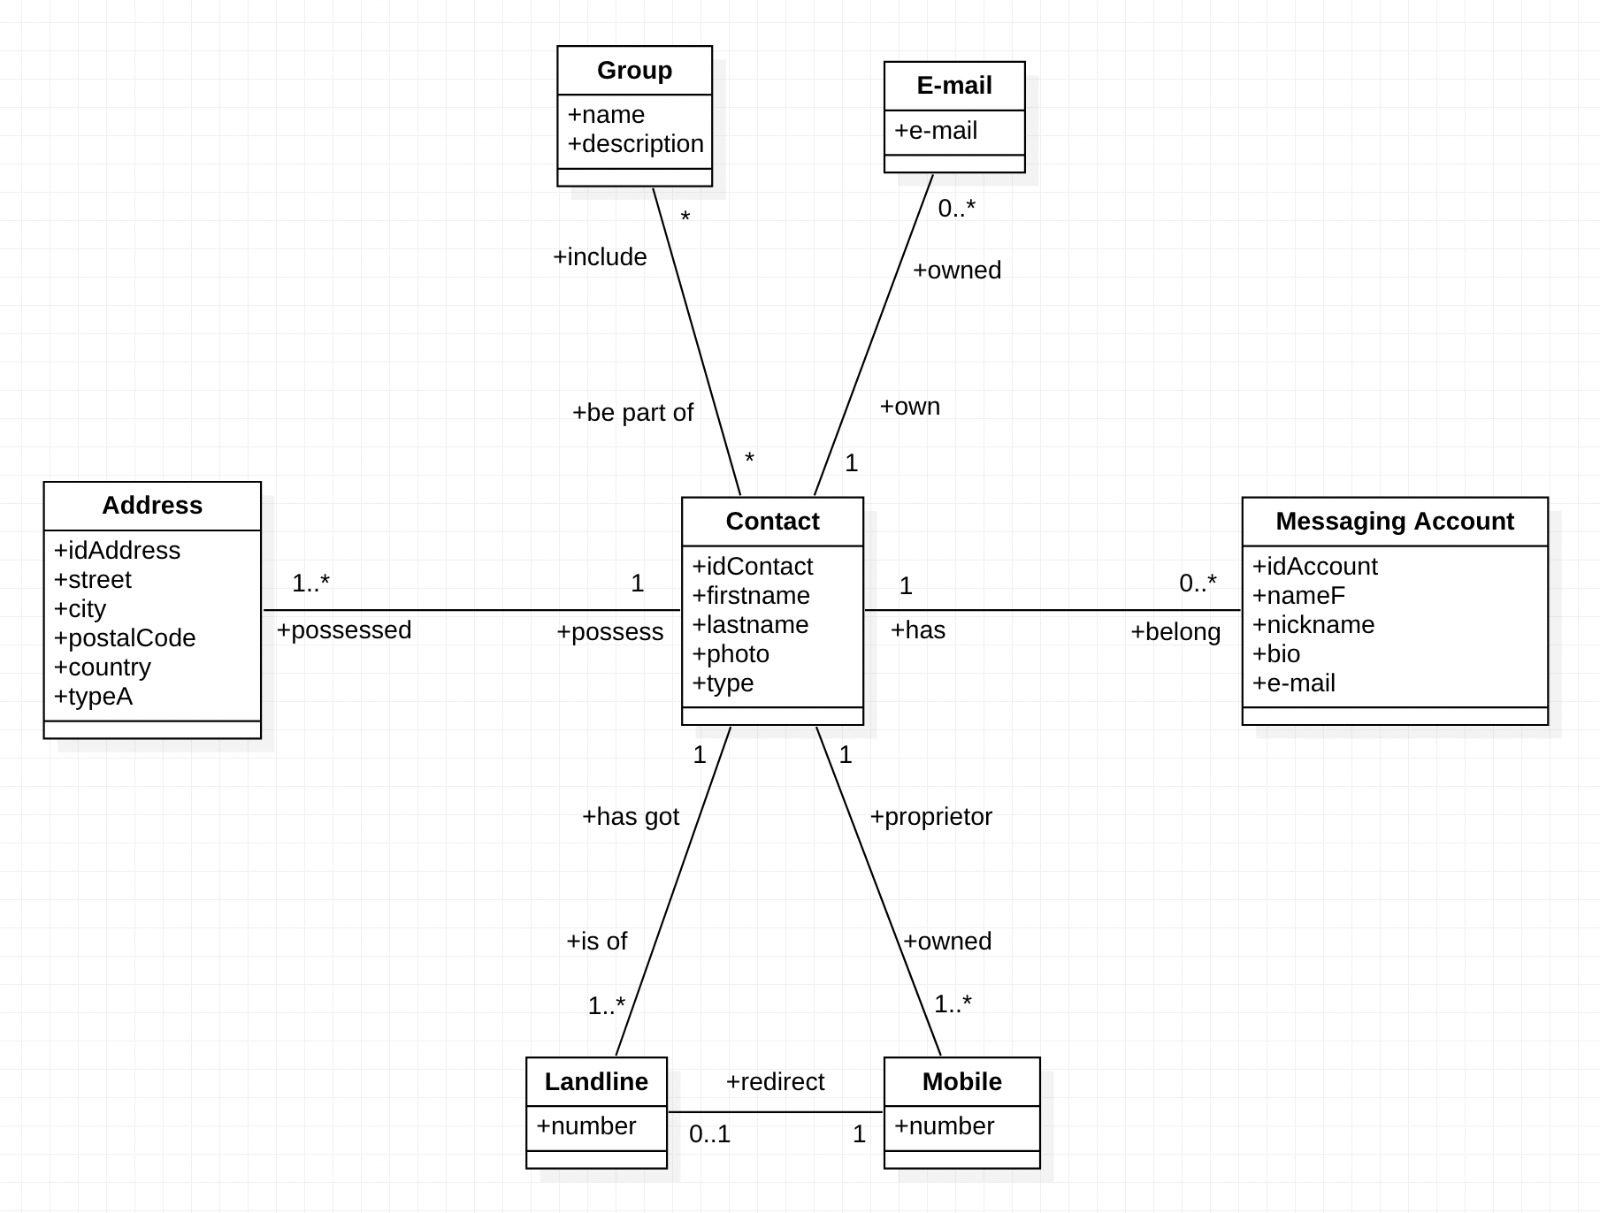 Group
+name
+description
E-mail
+e-mail
*
0..*
+include
+owned
+be part of
+own
*
1
Address
+idAddress
+street
+city
+postalCode
+country
+typeA
1..*
1
+possessed
+possess
Contact
+idContact
+firstname
+lastname
+photo
+type
1
0..*
+has
+belong
Messaging Account
+idAccount
+nameF
+nickname
+bio
+e-mail
1
1
+has got
+proprietor
+is of
+owned
1..*
1..*
Landline
+number
+redirect
0..1
1
Mobile
+number